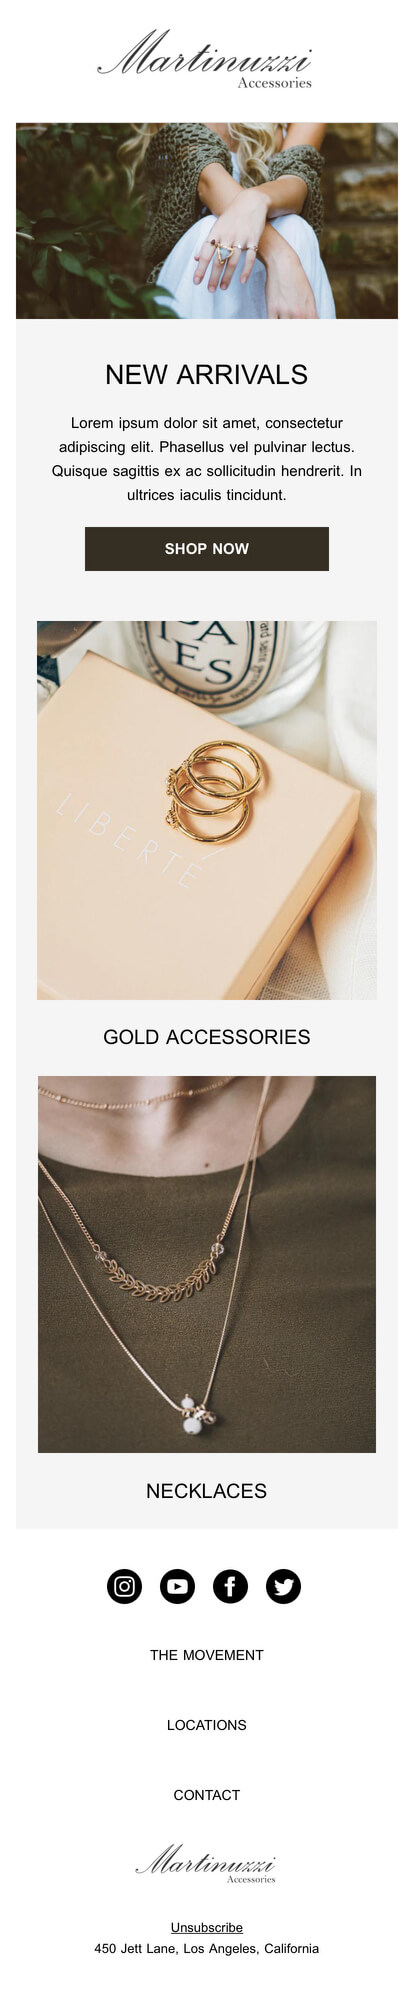 Martinuzzi
Accessories
NEW ARRIVALS
Lorem ipsum dolor sit amet, consectetur
adipiscing elit. Phasellus vel pulvinar lectus.
Quisque sagittis ex ac sollicitudin hendrerit. In
ultrices iaculis tincidunt.
SHOP NOW
PA
ES
LIBERTÉ
GOLD ACCESSORIES
NECKLACES
THE MOVEMENT
LOCATIONS
CONTACT
Martinuzzi
Accessories
Unsubscribe
450 Jett Lane, Los Angeles, California